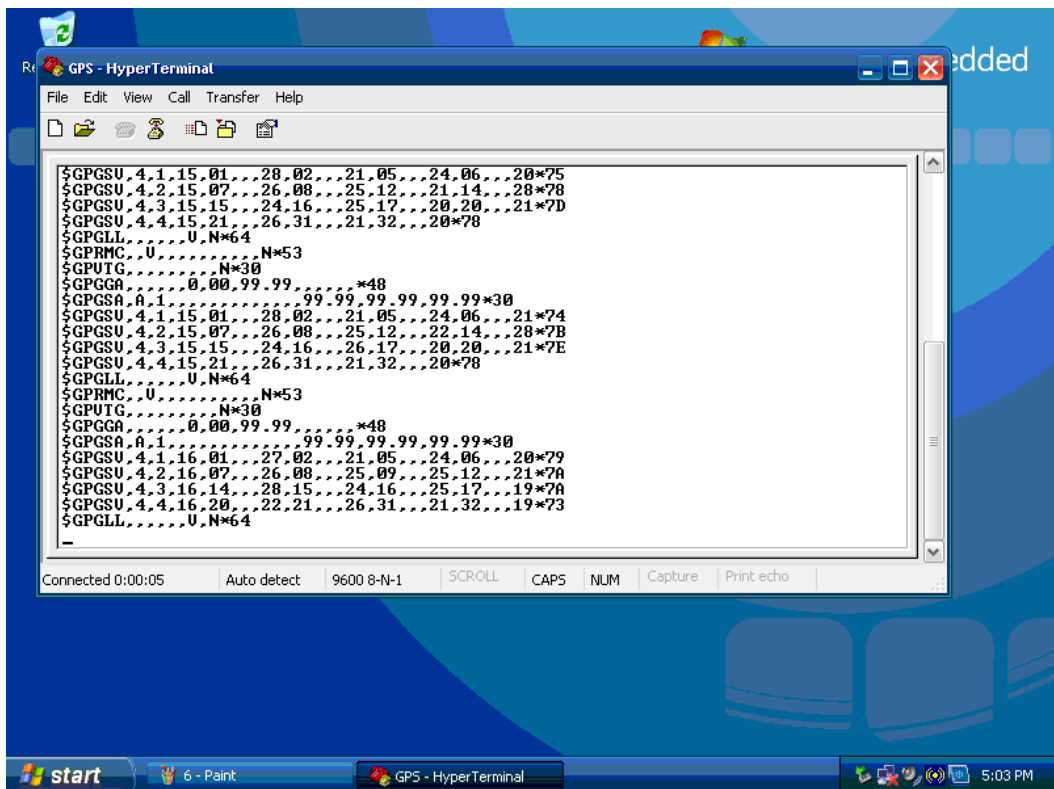 Re
edded
GPS - HyperTerminal
File Edit View Call Transfer Help
$GPGSV,4,1,15,01,,,28,02,,,21,05,,,24,06,,,20*75
$GPGSV,4,2,15,07,,,26,08,,,25,12,,,21,14,,,28*78
$GPGSV,4,3,15,15,,,24,16,,,25,17,,,20,20,,,21*7D
$GPGSV,4,4,15,21,,,26,31,,,21,32,,,20*78
$GPGLL,,,,,,V,N*64
$GPRMC,,V,,,,,,,,,,N*53
$GPVTG,,,,,,,,,N*30
$GPGGA,,,,,,0,00,99.99,,,,,,*48
$GPGSA,A,1,,,,,,,,,,,,,99.99,99.99,99.99*30
$GPGSV,4,1,15,01,,,28,02,,,21,05,,,24,06,,,21*74
$GPGSV,4,2,15,07,,,26,08,,,25,12,,,22,14,,,28*7B
$GPGSV,4,3,15,15,,,24,16,,,26,17,,,20,20,,,21*7E
$GPGSV,4,4,15,21,,,26,31,,,21,32,,,20*78
$GPGLL,,,,,,V,N*64
$GPRMC,,V,,,,,,,,,,N*53
$GPVTG,,,,,,,,,N*30
$GPGGA,,,,,,0,00,99.99,,,,,,*48
$GPGSA,A,1,,,,,,,,,,,,,99.99,99.99,99.99*30
$GPGSV,4,1,16,01,,,27,02,,,21,05,,,24,06,,,20*79
$GPGSV,4,2,16,07,,,26,08,,,25,09,,,25,12,,,21*7A
$GPGSV,4,3,16,14,,,28,15,,,24,16,,,25,17,,,19*7A
$GPGSV,4,4,16,20,,,22,21,,,26,31,,,21,32,,,19*73
$GPGLL,,,,,,V,N*64
Connected 0:00:05 Auto detect 9600 8-N-1 SCROLL CAPS NUM Capture Print echo
start 6 - Paint GPS - HyperTerminal 5:03 PM